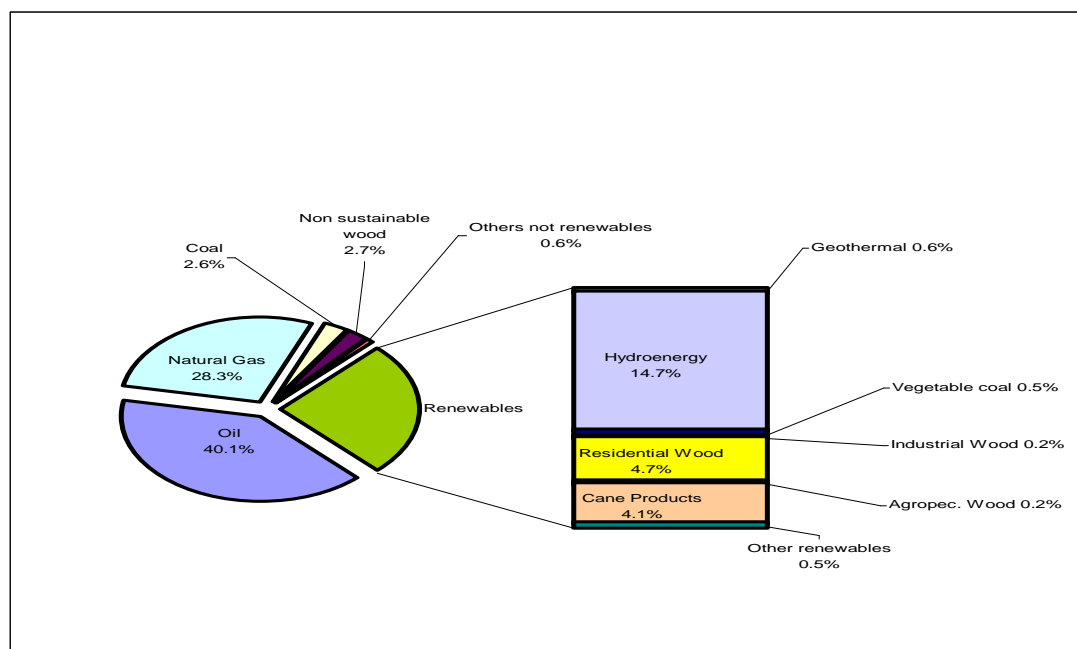 Non sustainable
wood
2.7%
Others not renewables
0.6%
Coal
2.6%
Geothermal 0.6%
Natural Gas
28.3%
Hydroenergy
14.7%
Vegetable coal 0.5%
Renewables
Oil
40.1%
Industrial Wood 0.2%
Residential Wood
4.7%
Cane Products
4.1%
Agropec. Wood 0.2%
Other renewables
0.5%